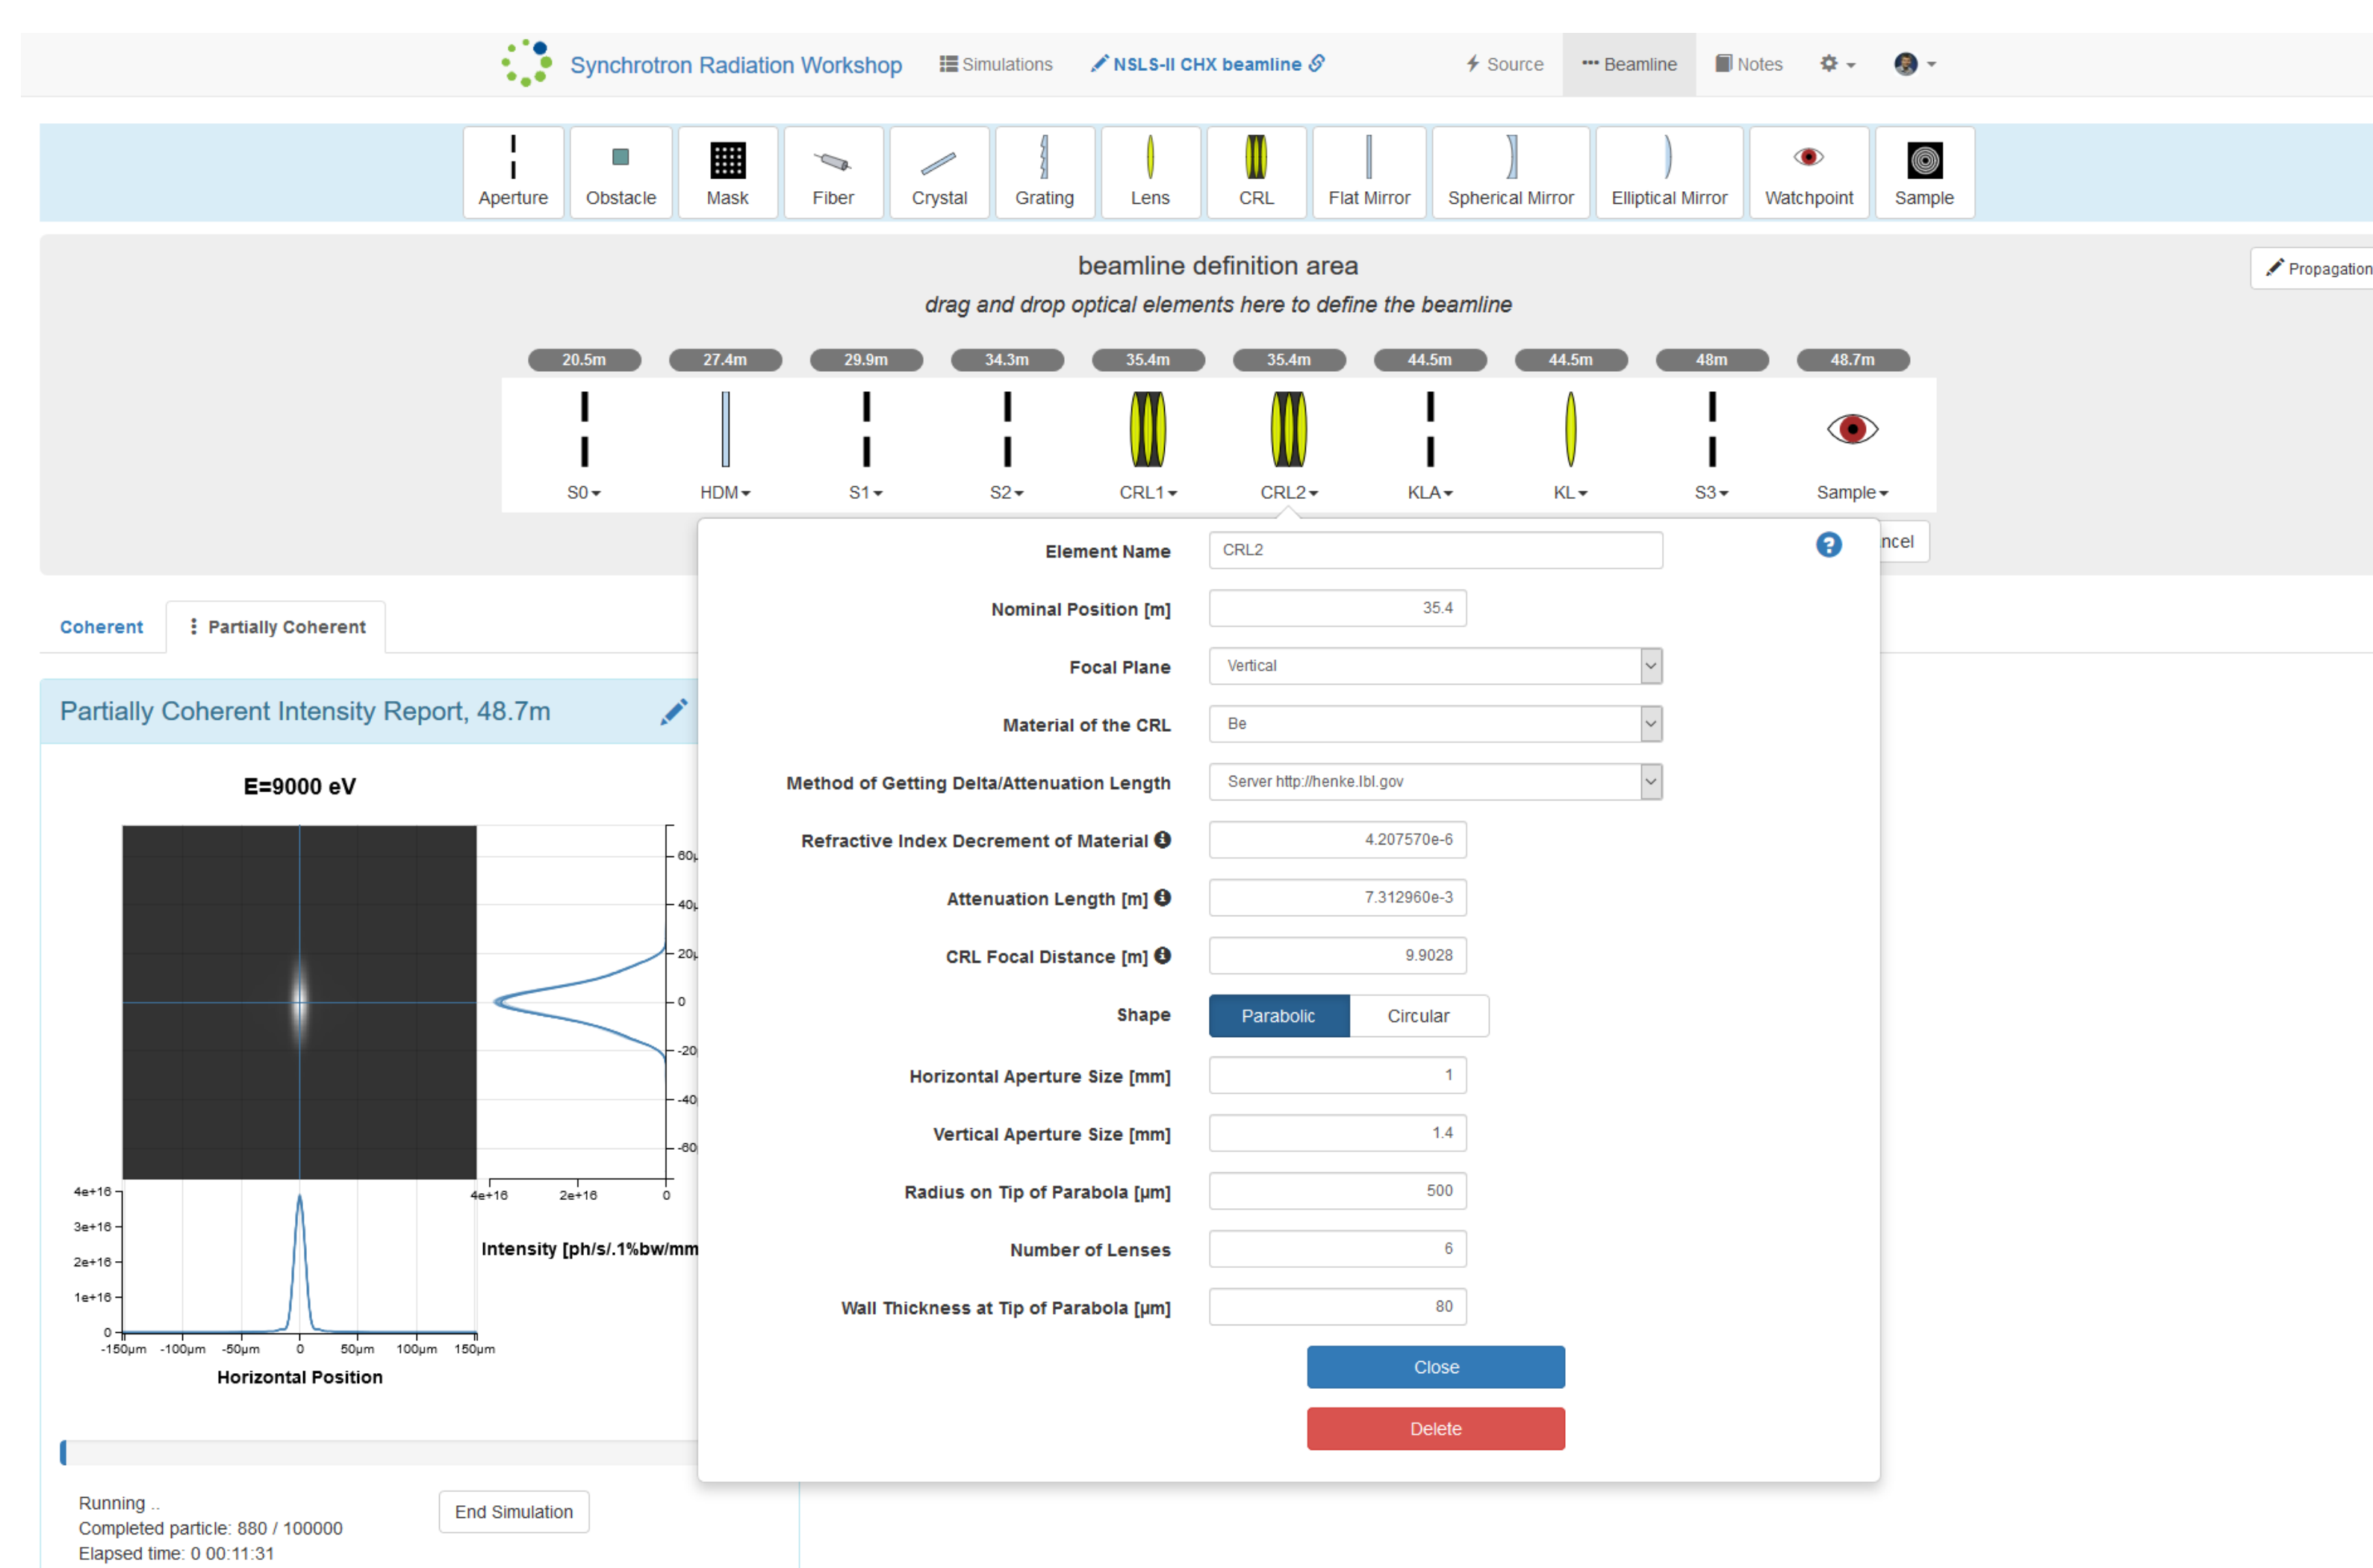 Synchrotron Radiation Workshop Simulations NSLS-II CHX beamline Source Beamline Notes
Aperture Obstacle Mask Fiber Crystal Grating Lens CRL Flat Mirror Spherical Mirror Elliptical Mirror Watchpoint Sample
beamline definition area
Propagation
drag and drop optical elements here to define the beamline
20.5m 27.4m 29.9m 34.3m 35.4m 35.4m 44.5m 44.5m 48m 48.7m
S0 HDM S1 S2 CRL1 CRL2 KLA KL S3 Sample
ncel
Element Name CRL2
Nominal Position [m] 35.4
Focal Plane Vertical
Material of the CRL Be
Method of Getting Delta/Attenuation Length Server http://henke.lbl.gov
Refractive Index Decrement of Material 4.207570e-6
Attenuation Length [m] 7.312960e-3
CRL Focal Distance [m] 9.9028
Shape Parabolic Circular
Horizontal Aperture Size [mm] 1
Vertical Aperture Size [mm] 1.4
Radius on Tip of Parabola [µm] 500
Number of Lenses 6
Wall Thickness at Tip of Parabola [µm] 80
Close
Delete
Coherent Partially Coherent
Partially Coherent Intensity Report, 48.7m
E=9000 eV
60µ
40µ
20µ
0
-20
-40
-60
4e+16 2e+16 0
Intensity [ph/s/.1%bw/mm
4e+16
3e+16
2e+16
1e+16
0
-150µm -100µm -50µm 0 50µm 100µm 150µm
Horizontal Position
Running ..
Completed particle: 880 / 100000
Elapsed time: 0 00:11:31
End Simulation